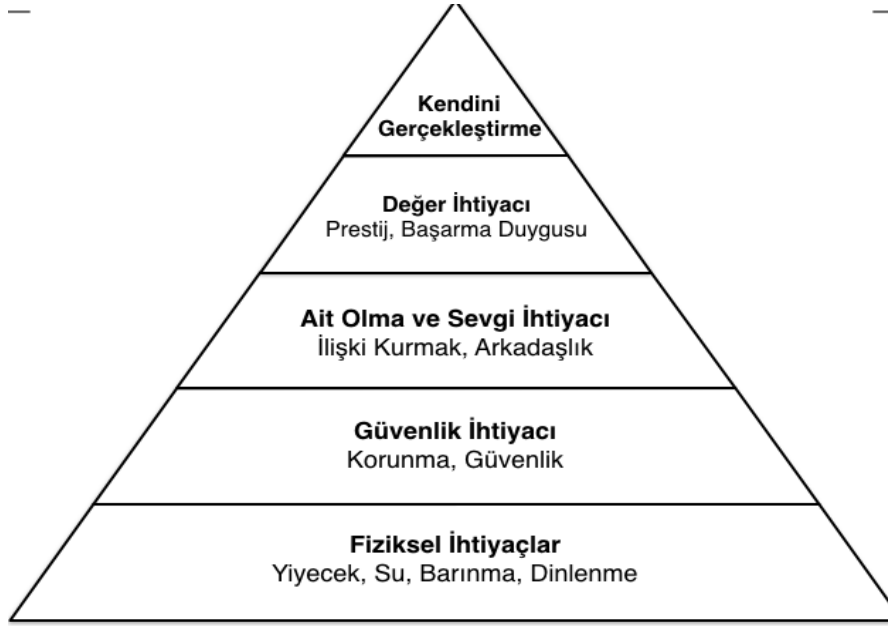 Kendini
Gerçekleştirme
Değer İhtiyacı
Prestij, Başarma Duygusu
Ait Olma ve Sevgi İhtiyacı
İlişki Kurmak, Arkadaşlık
Güvenlik İhtiyacı
Korunma, Güvenlik
Fiziksel İhtiyaçlar
Yiyecek, Su, Barınma, Dinlenme